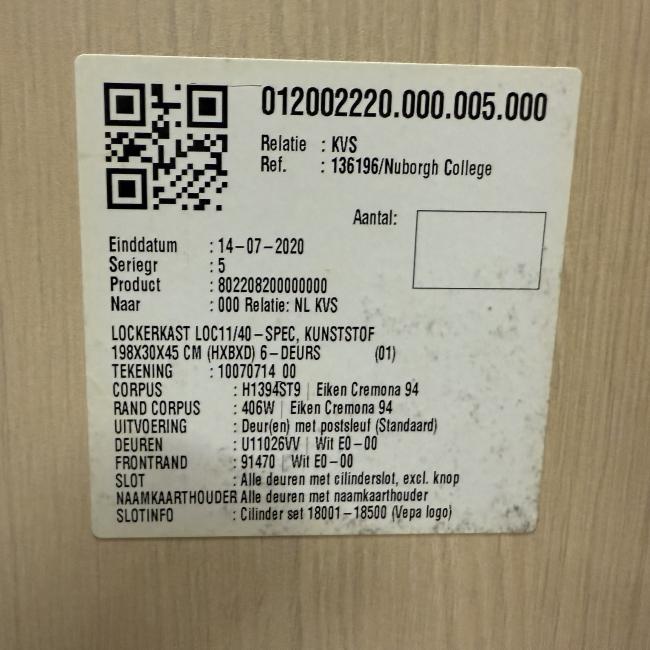 012002220.000.005.000
Relatie : KVS
Ref. : 136196/Nuborgh College
Aantal:
Einddatum : 14-07-2020
Seriegr : 5
Product : 802208200000000
Naar : 000 Relatie: NL KVS
LOCKERKAST LOC11/40-SPEC, KUNSTSTOF
198X30X45 CM (HXBXD) 6-DEURS (01)
TEKENING : 10070714 00
CORPUS : H1394ST9 | Eiken Cremona 94
RAND CORPUS : 406W | Eiken Cremona 94
UITVOERING : Deur(en) met postsleuf (Standaard)
DEUREN : U11026VV | Wit E0-00
FRONTRAND : 91470 | Wit E0-00
SLOT : Alle deuren met cilinderslot, excl. knop
NAAMKAARTHOUDER Alle deuren met naamkaarthouder
SLOTINFO : Cilinder set 18001-18500 (Vepa logo)